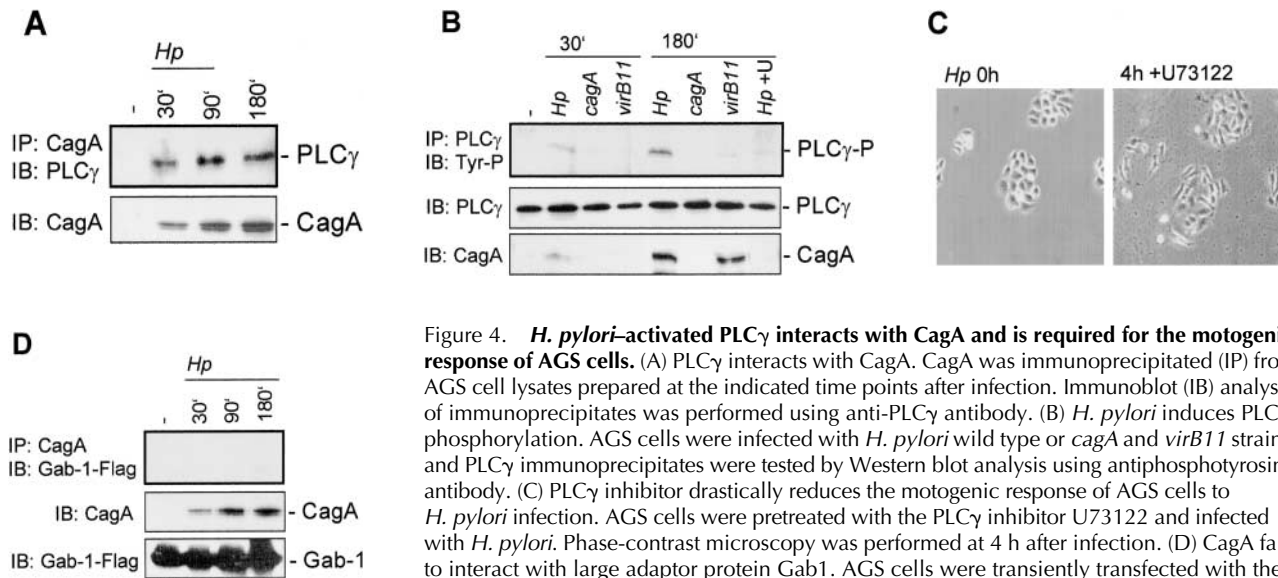 A
Hp
- 30‘ 90‘ 180‘
IP: CagA
IB: PLCγ
- PLCγ
IB: CagA
- CagA
B
30‘ 180‘
- Hp cagA virB11 Hp cagA virB11 Hp +U
IP: PLCγ
IB: Tyr-P
- PLCγ-P
IB: PLCγ
- PLCγ
IB: CagA
- CagA
C
Hp 0h
4h +U73122
D
Hp
- 30‘ 90‘ 180‘
IP: CagA
IB: Gab-1-Flag
IB: CagA
- CagA
IB: Gab-1-Flag
- Gab-1
Figure 4. H. pylori–activated PLCγ interacts with CagA and is required for the motogeni
response of AGS cells. (A) PLCγ interacts with CagA. CagA was immunoprecipitated (IP) fro
AGS cell lysates prepared at the indicated time points after infection. Immunoblot (IB) analys
of immunoprecipitates was performed using anti-PLCγ antibody. (B) H. pylori induces PLC
phosphorylation. AGS cells were infected with H. pylori wild type or cagA and virB11 strain
and PLCγ immunoprecipitates were tested by Western blot analysis using antiphosphotyrosin
antibody. (C) PLCγ inhibitor drastically reduces the motogenic response of AGS cells to
H. pylori infection. AGS cells were pretreated with the PLCγ inhibitor U73122 and infected
with H. pylori. Phase-contrast microscopy was performed at 4 h after infection. (D) CagA fa
to interact with large adaptor protein Gab1. AGS cells were transiently transfected with the